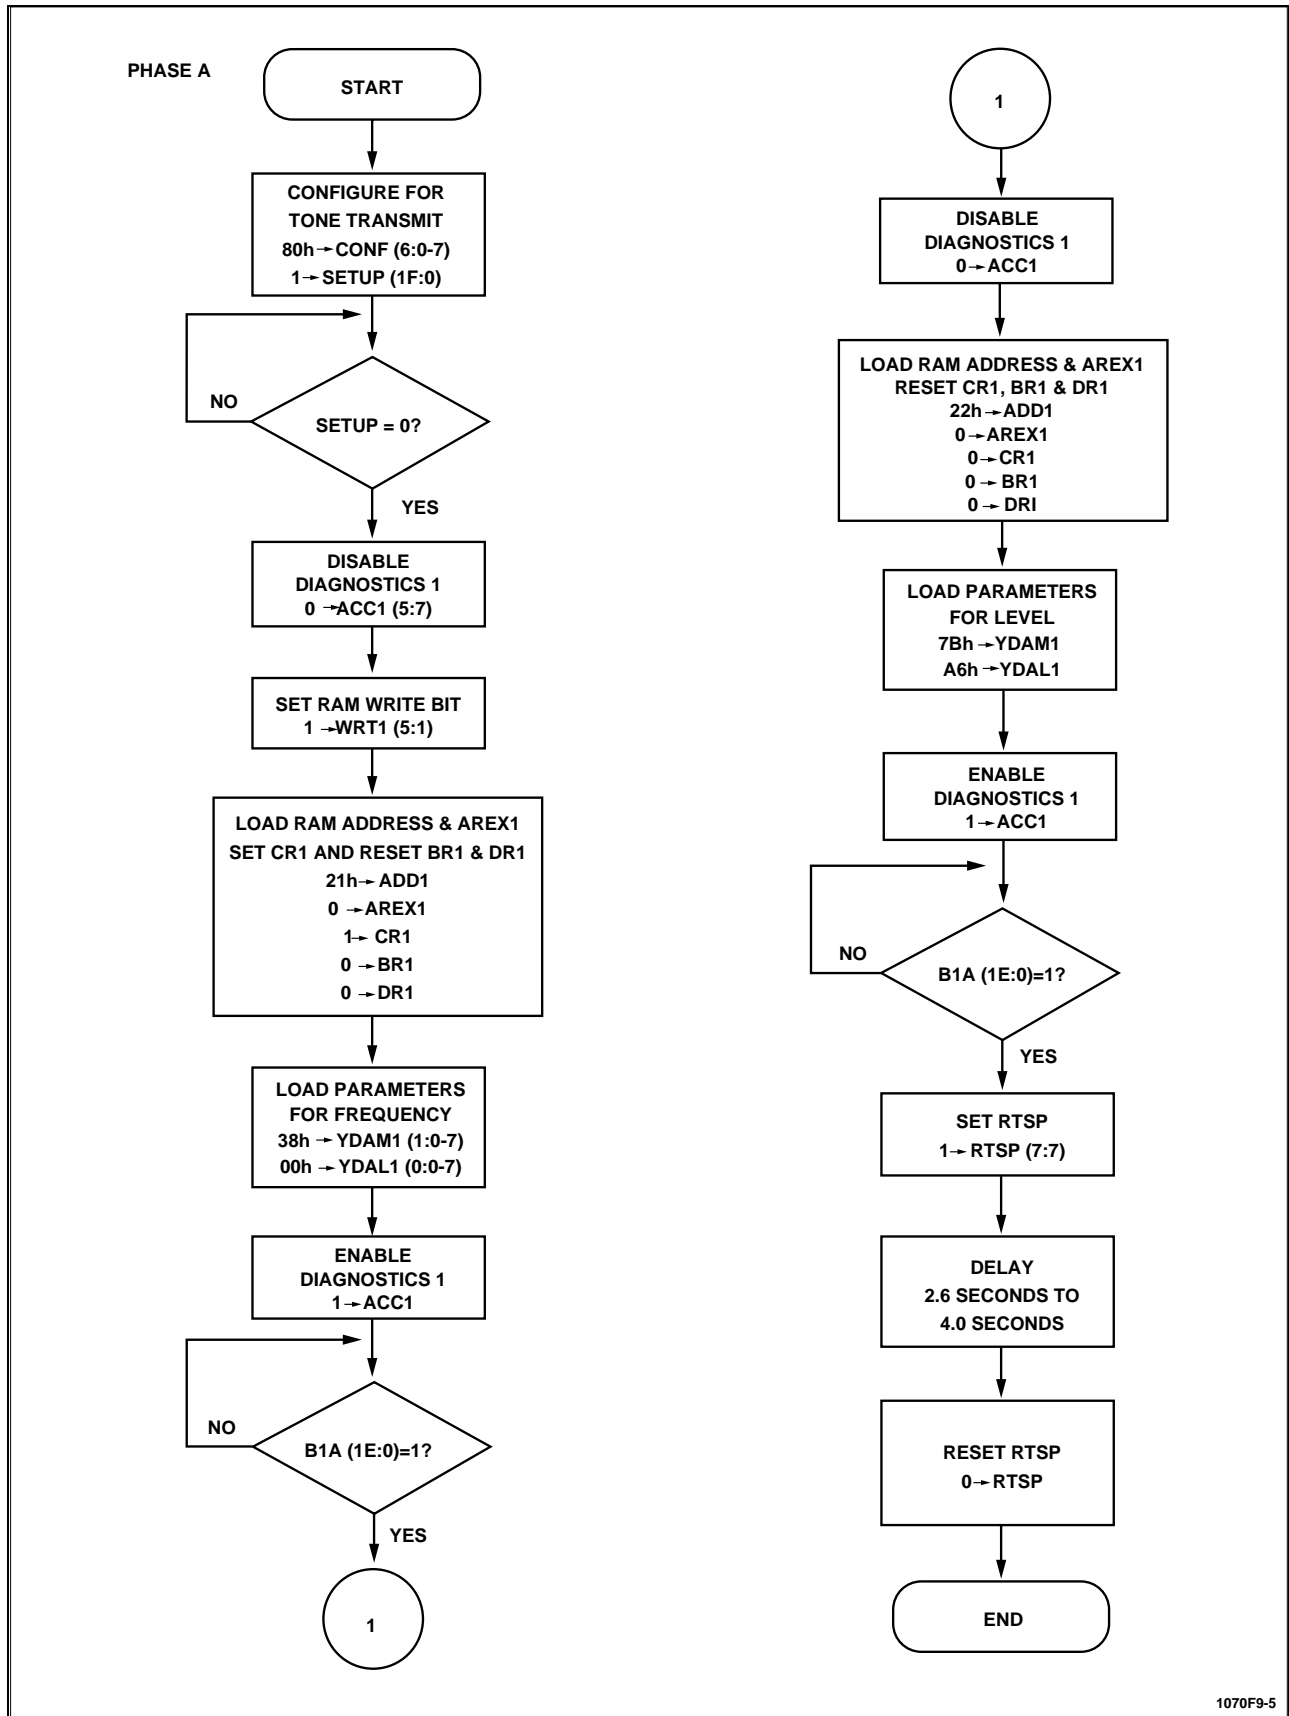 PHASE A
START
CONFIGURE FOR
TONE TRANSMIT
80h→CONF (6:0-7)
1→SETUP (1F:0)
NO
SETUP = 0?
YES
DISABLE
DIAGNOSTICS 1
0→ACC1 (5:7)
SET RAM WRITE BIT
1→WRT1 (5:1)
LOAD RAM ADDRESS & AREX1
SET CR1 AND RESET BR1 & DR1
21h→ADD1
0→AREX1
1→CR1
0→BR1
0→DR1
LOAD PARAMETERS
FOR FREQUENCY
38h→YDAM1 (1:0-7)
00h→YDAL1 (0:0-7)
ENABLE
DIAGNOSTICS 1
1→ACC1
NO
B1A (1E:0)=1?
YES
1
1
DISABLE
DIAGNOSTICS 1
0→ACC1
LOAD RAM ADDRESS & AREX1
RESET CR1, BR1 & DR1
22h→ADD1
0→AREX1
0→CR1
0→BR1
0→DRI
LOAD PARAMETERS
FOR LEVEL
7Bh→YDAM1
A6h→YDAL1
ENABLE
DIAGNOSTICS 1
1→ACC1
NO
B1A (1E:0)=1?
YES
SET RTSP
1→RTSP (7:7)
DELAY
2.6 SECONDS TO
4.0 SECONDS
RESET RTSP
0→RTSP
END
1070F9-5